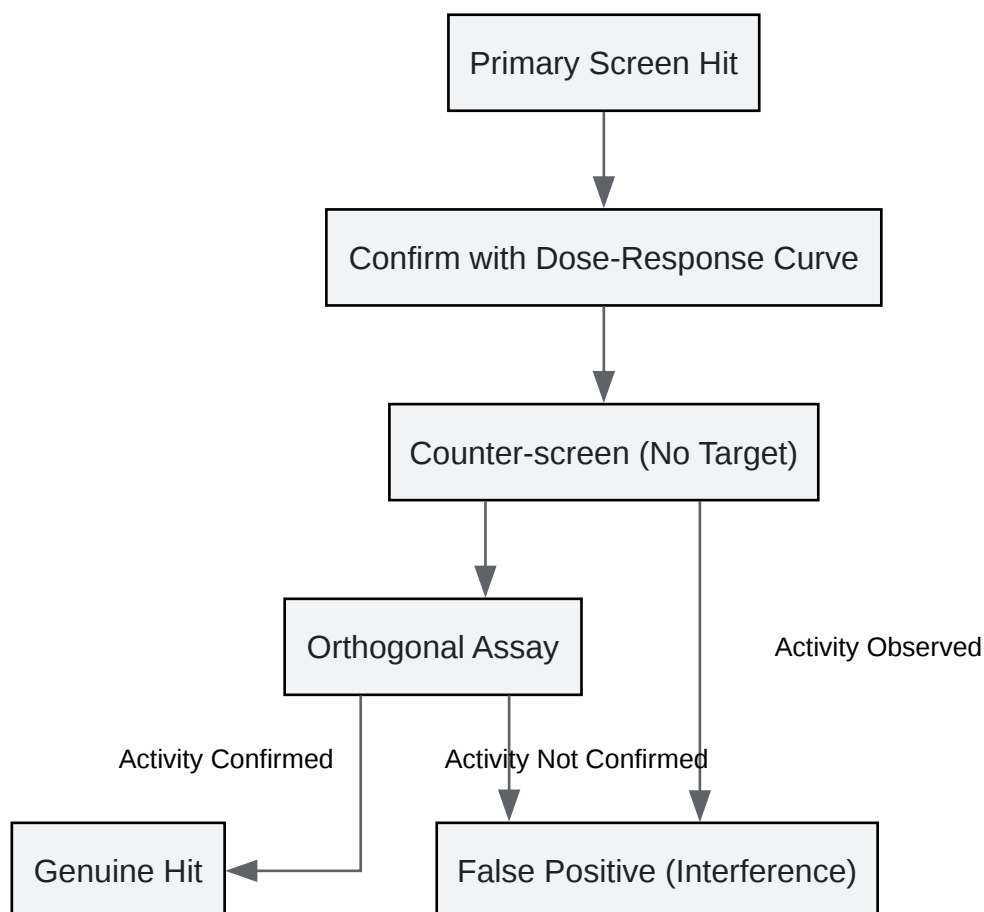 Primary Screen Hit
Confirm with Dose-Response Curve
Counter-screen (No Target)
Orthogonal Assay
Activity Observed
Activity Confirmed
Activity Not Confirmed
Genuine Hit
False Positive (Interference)